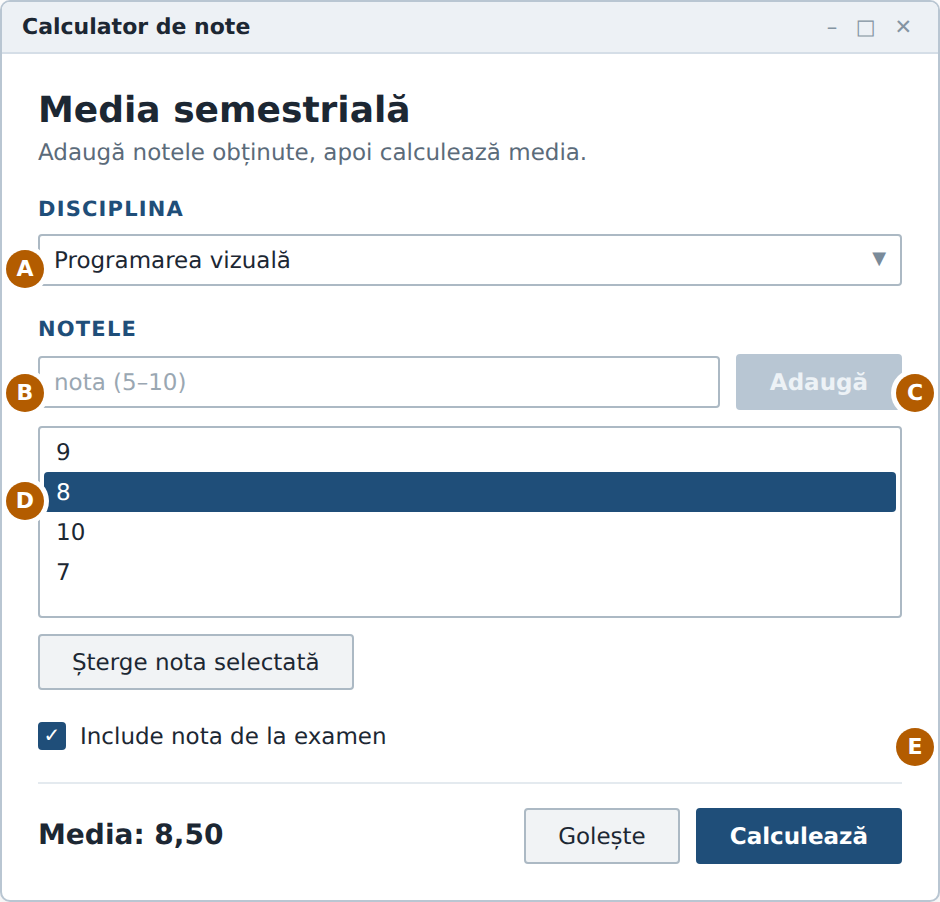 Calculator de note – □ ✕
Media semestrială
Adaugă notele obținute, apoi calculează media.
DISCIPLINA
A Programarea vizuală ▼
NOTELE
B nota (5–10) Adaugă C
9
D 8
10
7
Șterge nota selectată
✓ Include nota de la examen E
Media: 8,50 Golește Calculează